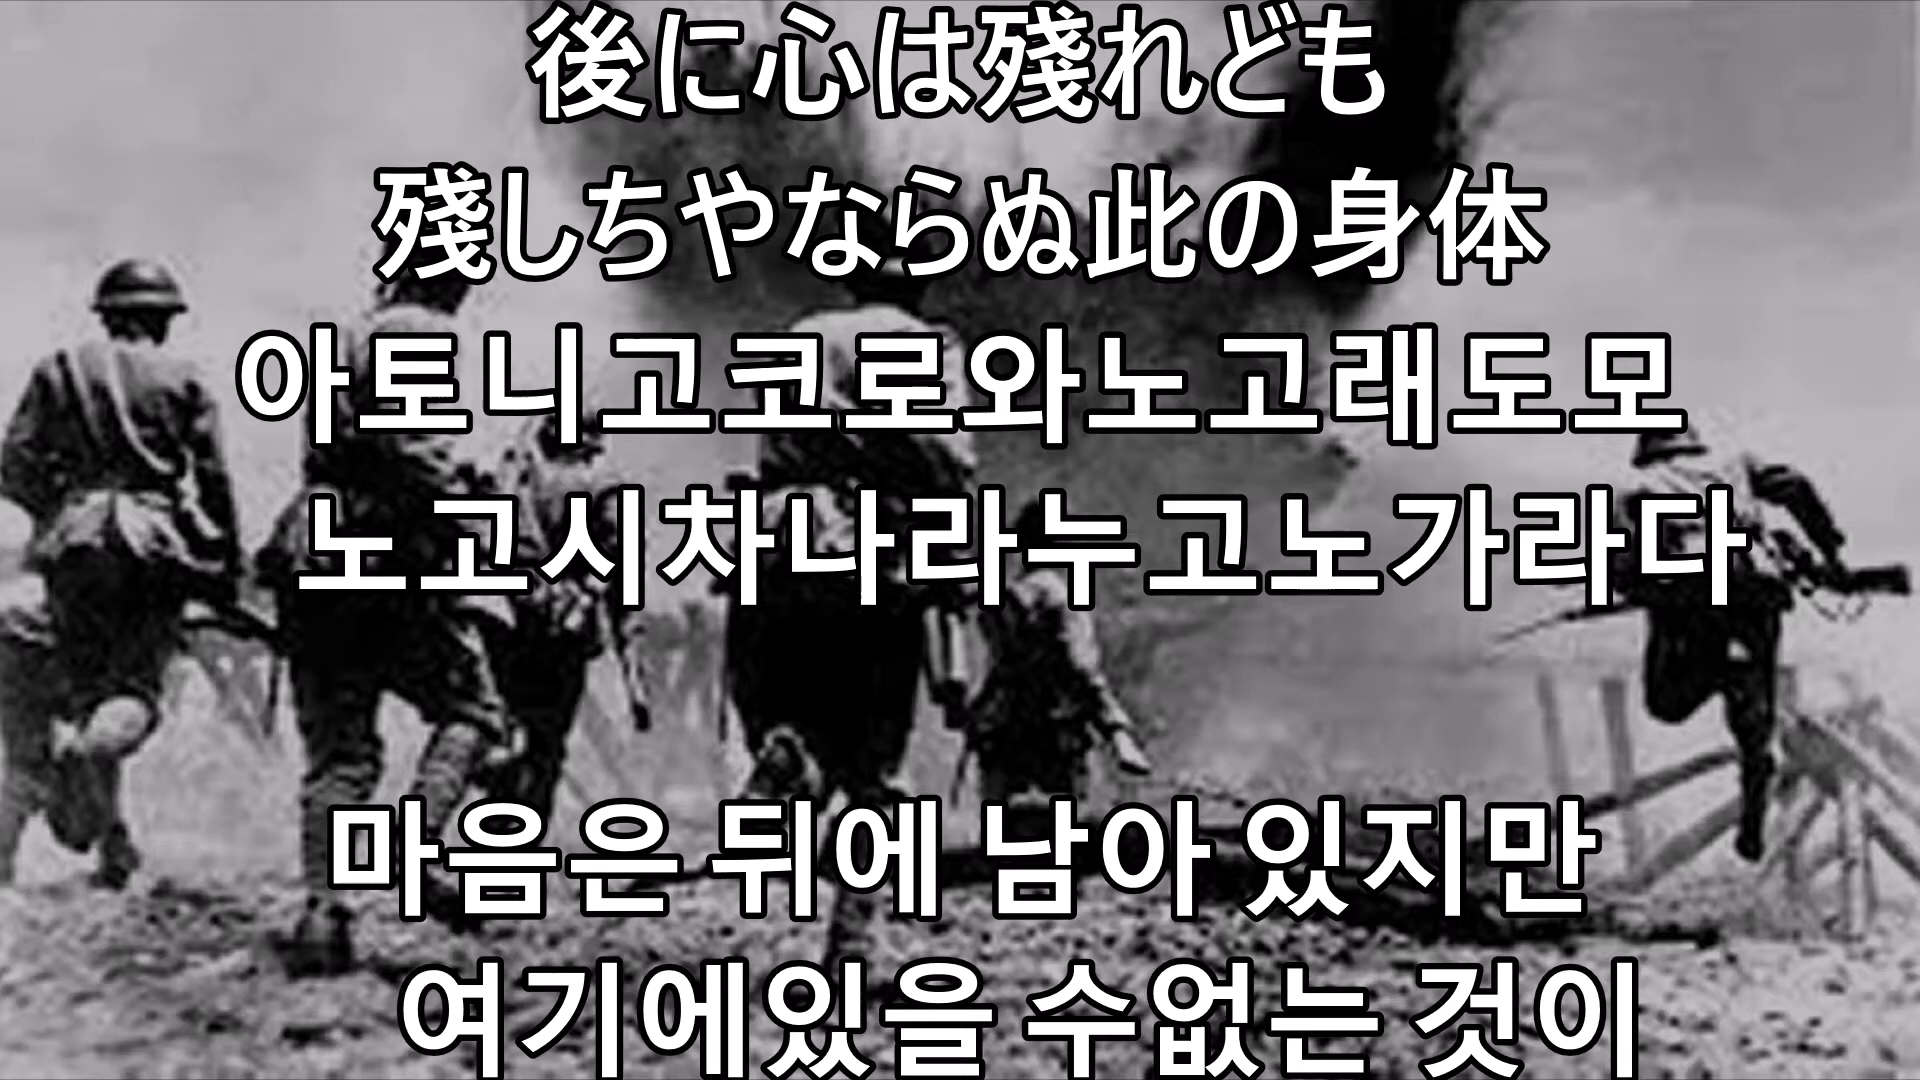 後に心は殘れども
殘しちやならぬ此の身体
아토니고코로와노고래도모
노고시차나라누고노가라다
마음은 뒤에 남아 있지만
여기에있을 수없는 것이